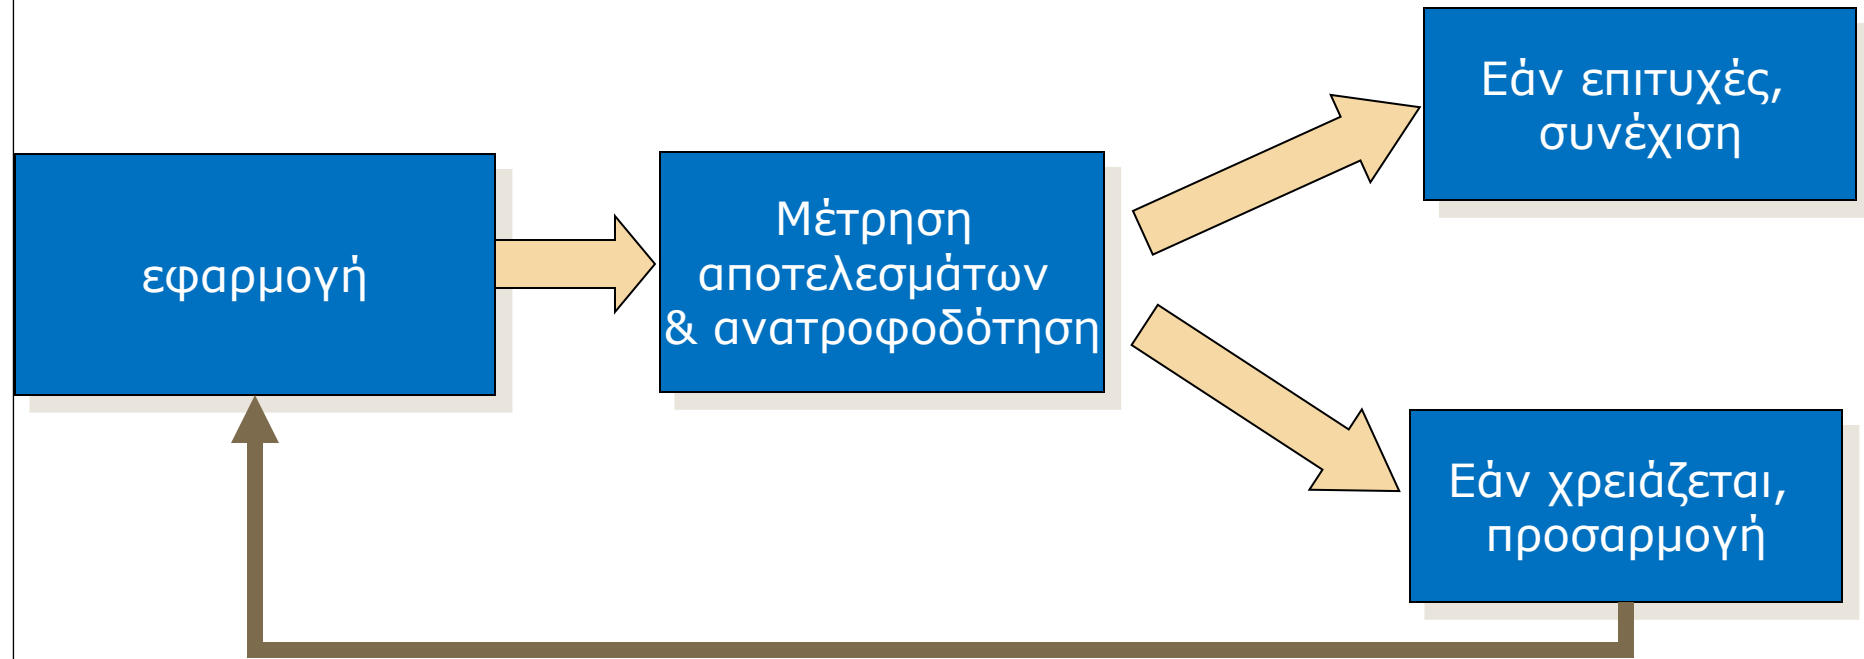 εφαρμογή
Μέτρηση
αποτελεσμάτων
& ανατροφοδότηση
Εάν επιτυχές,
συνέχιση
Εάν χρειάζεται,
προσαρμογή